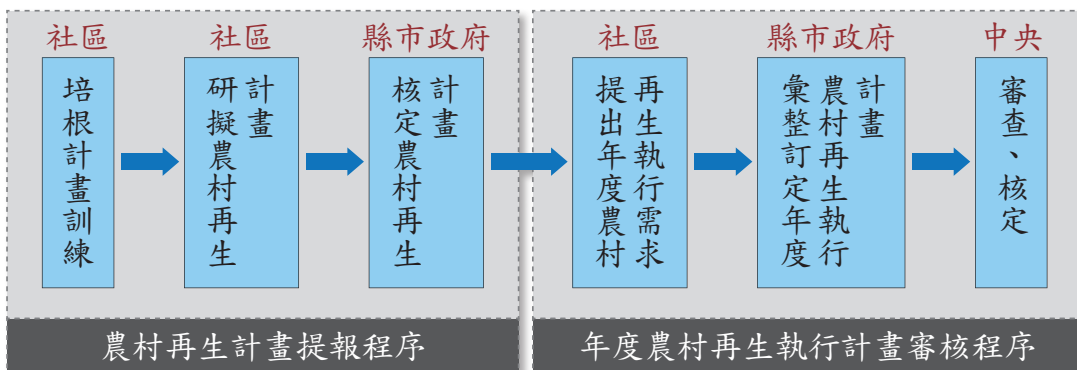 社區
培根計畫訓練
社區
研擬農村再生
計畫
縣市政府
核定農村再生
計畫
農村再生計畫提報程序
社區
提出年度農村
再生執行需求
縣市政府
彙整訂定年度
農村再生執行
計畫
中央
審查、核定
年度農村再生執行計畫審核程序